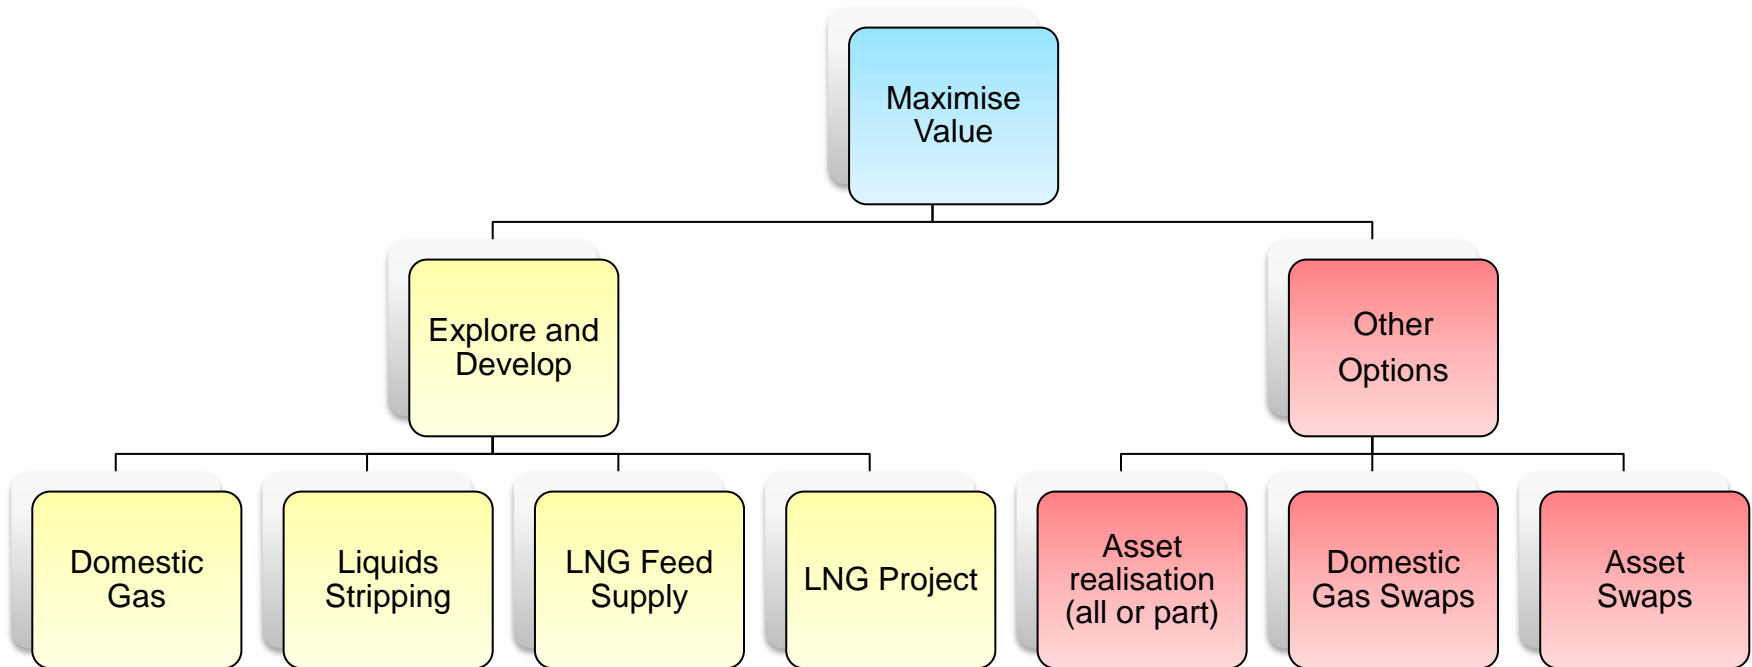 Maximise
Value
Explore and
Develop
Other
Options
Domestic
Gas
Liquids
Stripping
LNG Feed
Supply
LNG Project
Asset
realisation
(all or part)
Domestic
Gas Swaps
Asset
Swaps